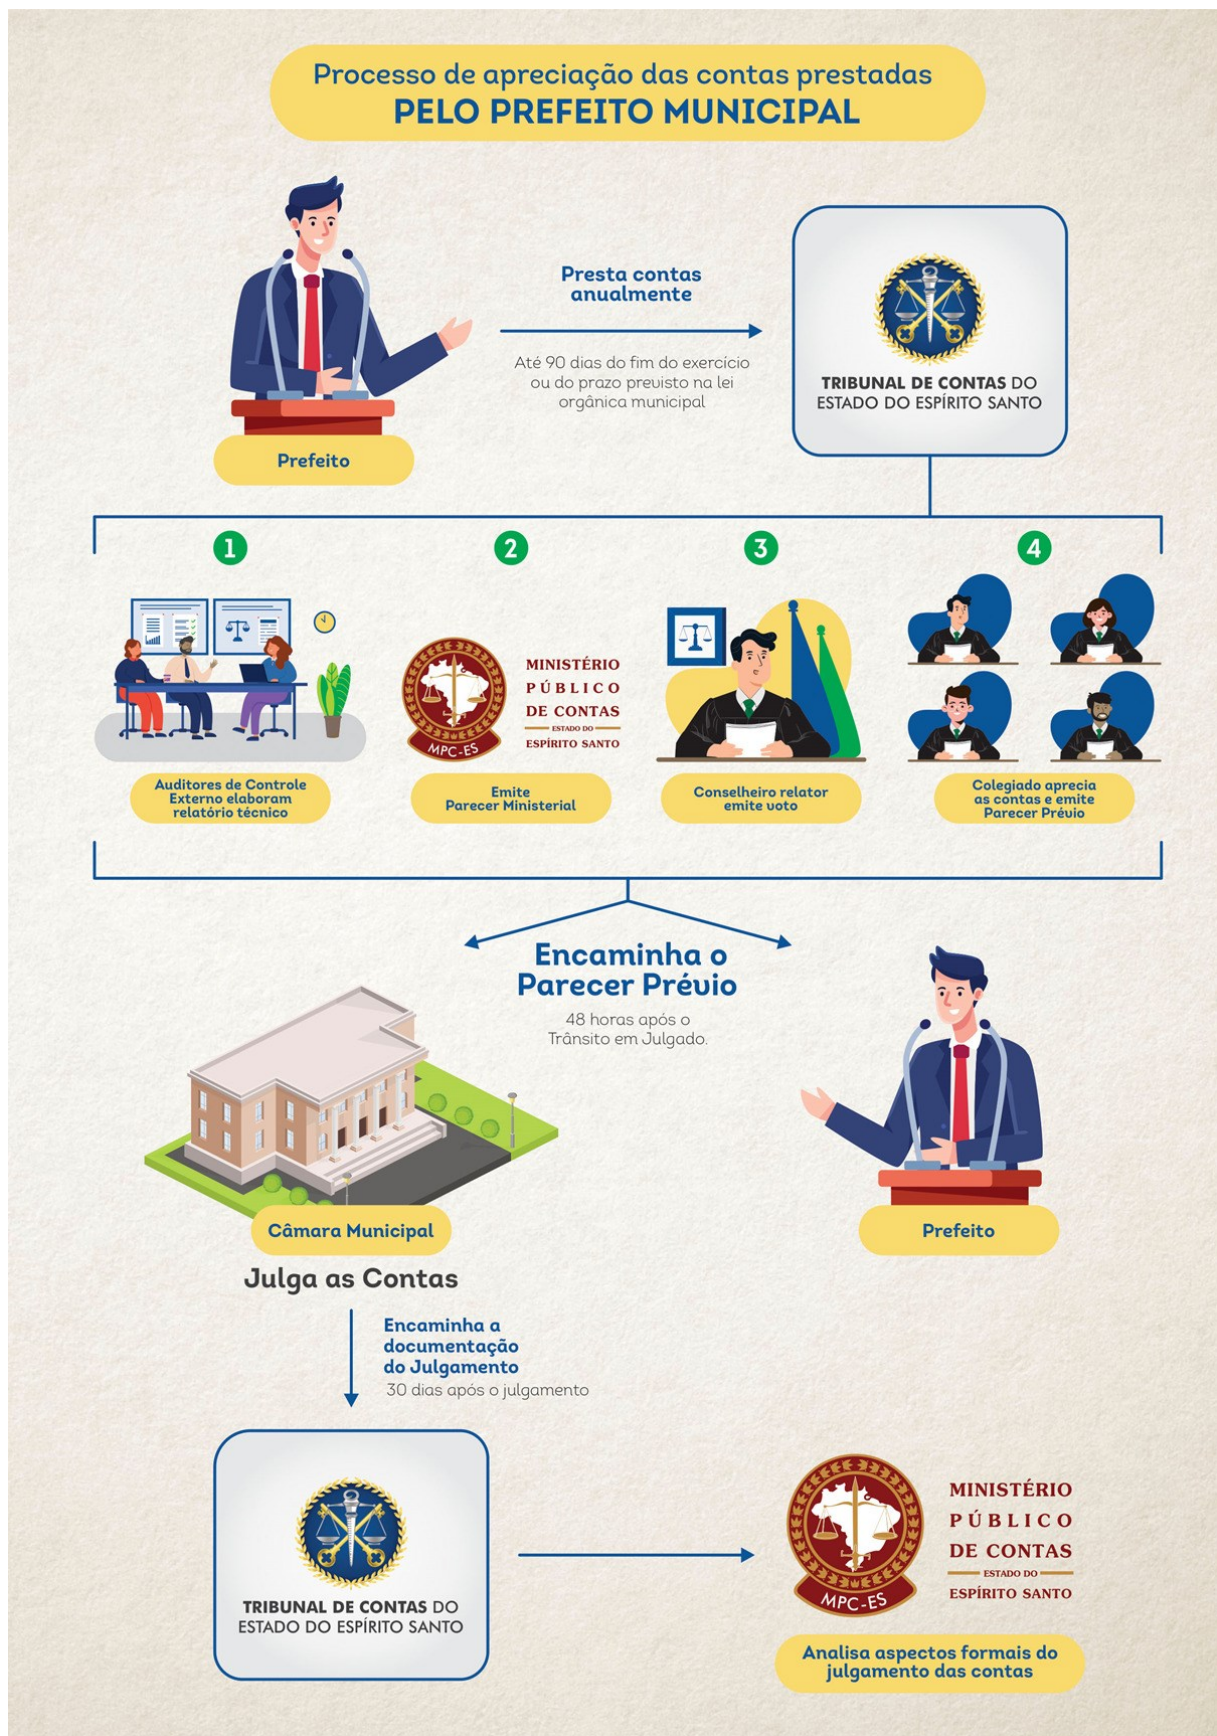 Processo de apreciação das contas prestadas
PELO PREFEITO MUNICIPAL
Presta contas
anualmente
Até 90 dias do fim do exercício
ou do prazo previsto na lei
orgânica municipal
TRIBUNAL DE CONTAS DO
ESTADO DO ESPÍRITO SANTO
Prefeito
1
2
3
4
MINISTÉRIO
PÚBLICO
DE CONTAS
ESTADO DO
ESPÍRITO SANTO
MPC-ES
Auditores de Controle
Externo elaboram
relatório técnico
Emite
Parecer Ministerial
Conselheiro relator
emite voto
Colegiado aprecia
as contas e emite
Parecer Prévio
Encaminha o
Parecer Prévio
48 horas após o
Trânsito em Julgado.
Câmara Municipal
Prefeito
Julga as Contas
Encaminha a
documentação
do Julgamento
30 dias após o julgamento
TRIBUNAL DE CONTAS DO
ESTADO DO ESPÍRITO SANTO
MINISTÉRIO
PÚBLICO
DE CONTAS
ESTADO DO
ESPÍRITO SANTO
MPC-ES
Analisa aspectos formais do
julgamento das contas